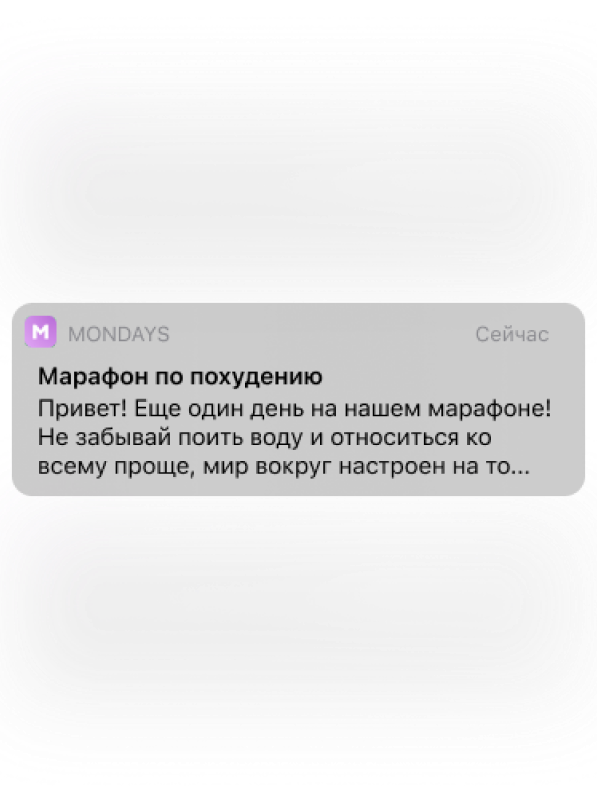 M MONDAYS Сейчас
Марафон по похудению
Привет! Еще один день на нашем марафоне!
Не забывай поить воду и относиться ко
всему проще, мир вокруг настроен на то...